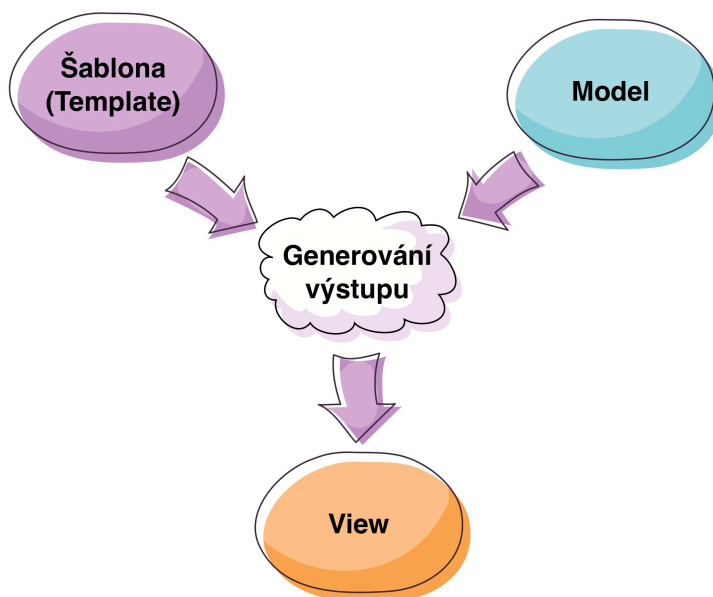 Šablona
(Template)
Model
Generování
výstupu
View